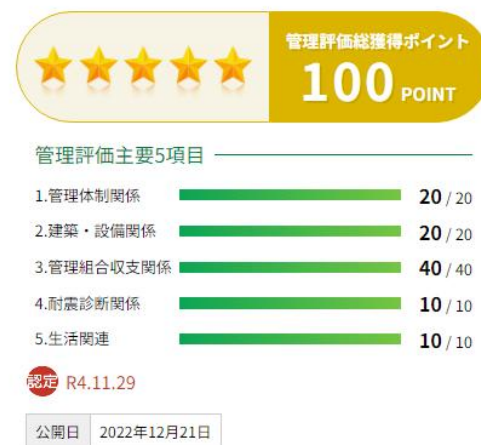 管理評価総獲得ポイント
100 POINT
管理評価主要5項目
1.管理体制関係 20 / 20
2.建築・設備関係 20 / 20
3.管理組合収支関係 40 / 40
4.耐震診断関係 10 / 10
5.生活関連 10 / 10
認定 R4.11.29
公開日 2022年12月21日